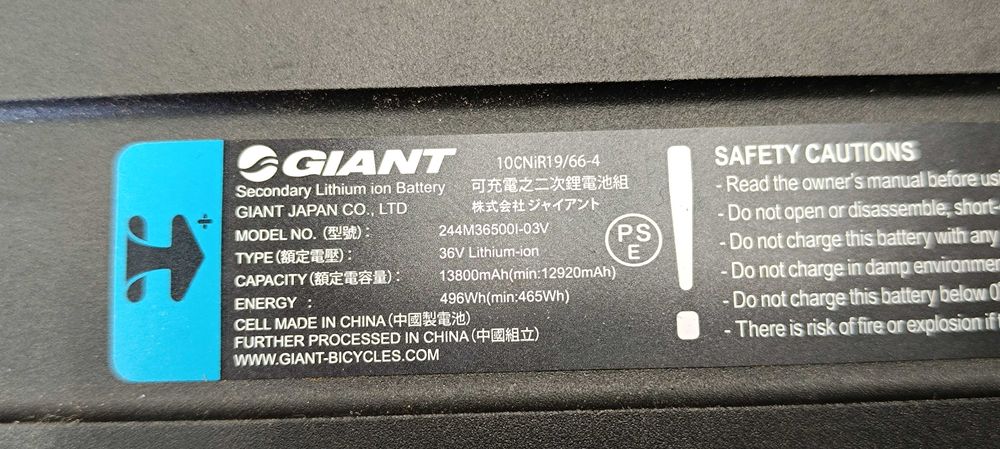 GIANT
10CNiR19/66-4
Secondary Lithium ion Battery 可充電之二次鋰電池組
GIANT JAPAN CO., LTD 株式会社 ジャイアント
MODEL NO. (型號) : 244M36500I-03V
TYPE (額定電壓) : 36V Lithium-ion
CAPACITY (額定電容量) : 13800mAh(min:12920mAh)
ENERGY : 496Wh(min:465Wh)
CELL MADE IN CHINA (中國製電池)
FURTHER PROCESSED IN CHINA (中國組立)
WWW.GIANT-BICYCLES.COM
PS
E
SAFETY CAUTIONS
- Read the owner's manual before
- Do not open or disassemble, short-
- Do not charge this battery with any
- Do not charge in damp
- Do not charge this battery below
- There is risk of fire or explosion if